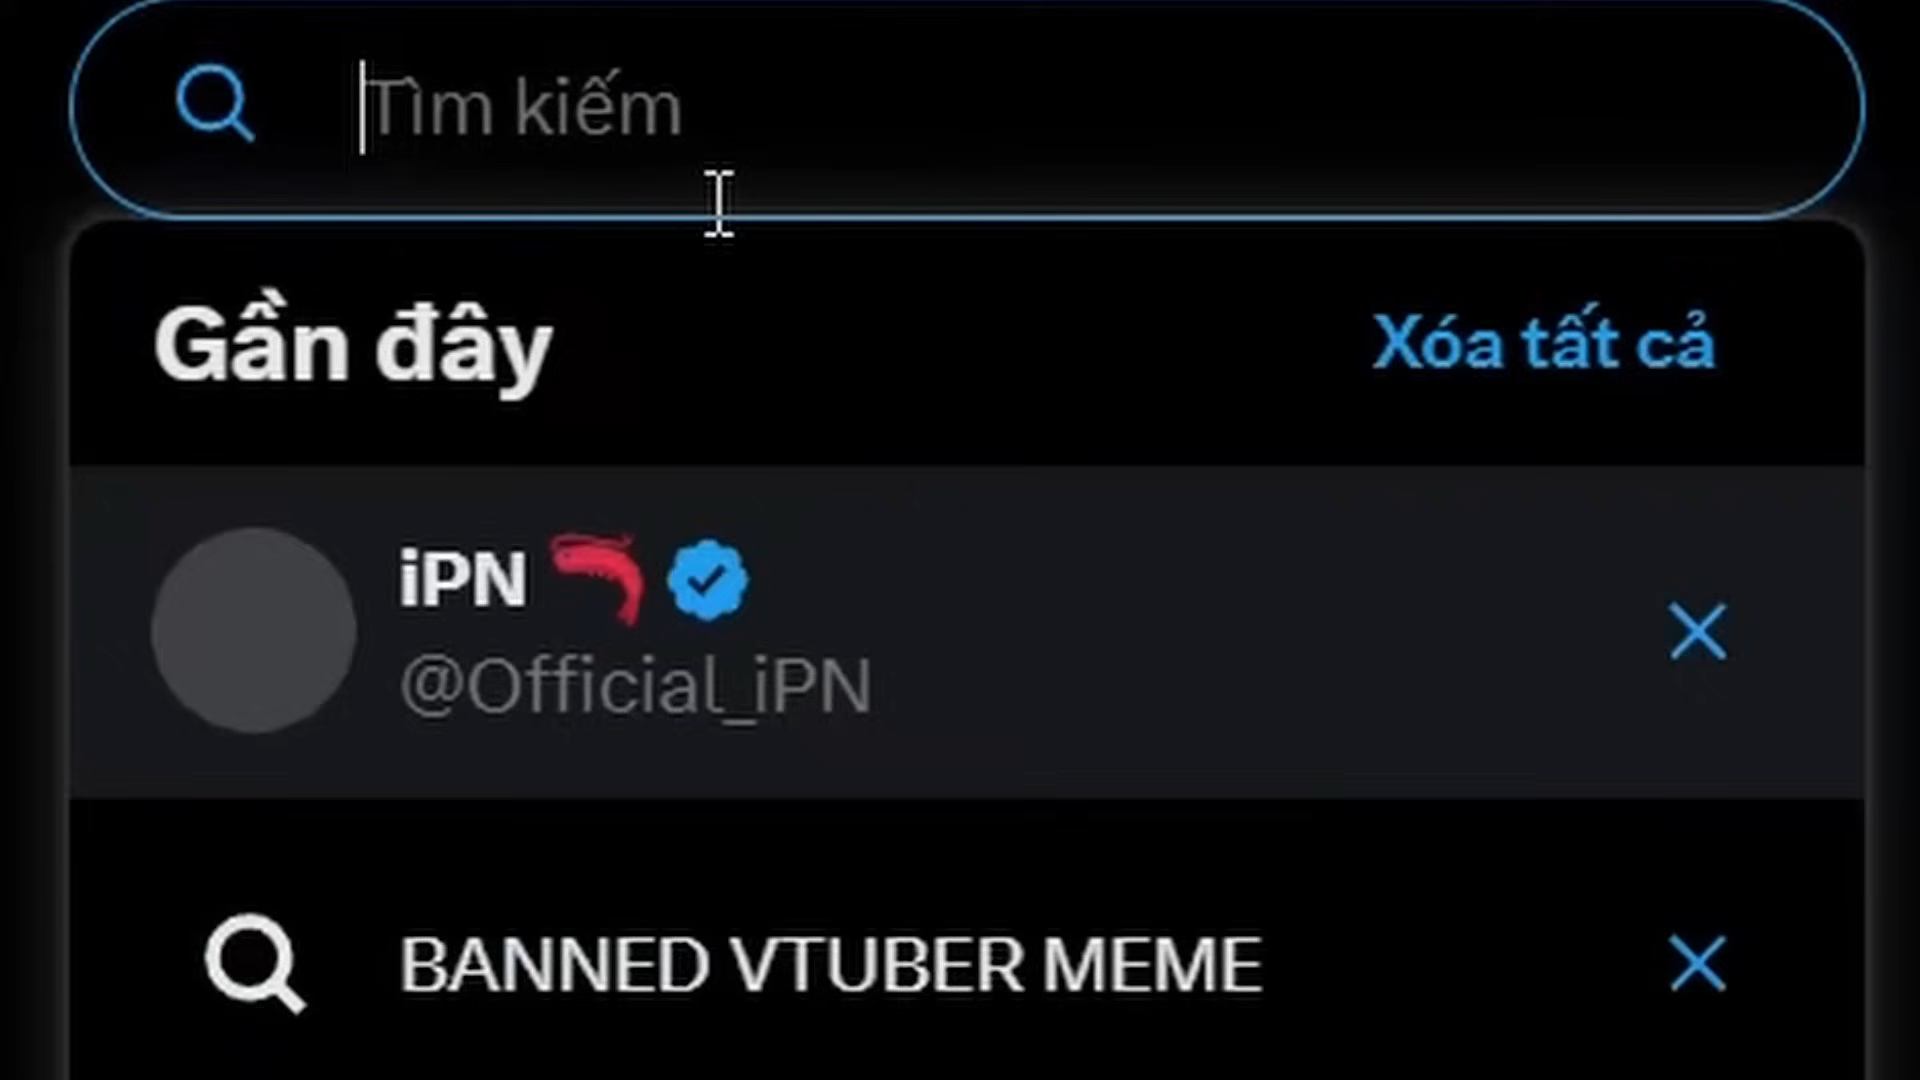 Tìm kiếm
Gần đây
Xóa tất cả
iPN 🦐
@Official_iPN
BANNED VTUBER MEME